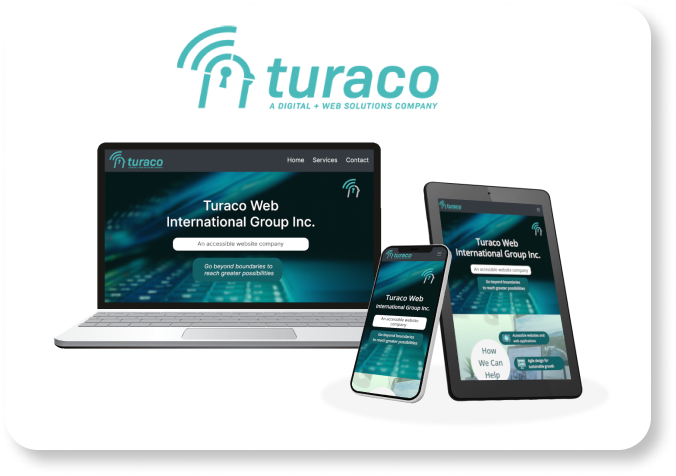 turaco
A DIGITAL + WEB SOLUTIONS COMPANY
turaco
Home Services Contact
Turaco Web
International Group Inc.
An accessible website company
Go beyond boundaries to
reach greater possibilities
turaco
Turaco Web
International Group Inc.
An accessible website
company
Go beyond boundaries
to reach greater possibilities
turaco
Turaco Web
International Group Inc.
An accessible website company
Go beyond boundaries
to reach greater possibilities
How
We Can
Help
Accessible websites and
web applications
Agile design for
sustainable growth